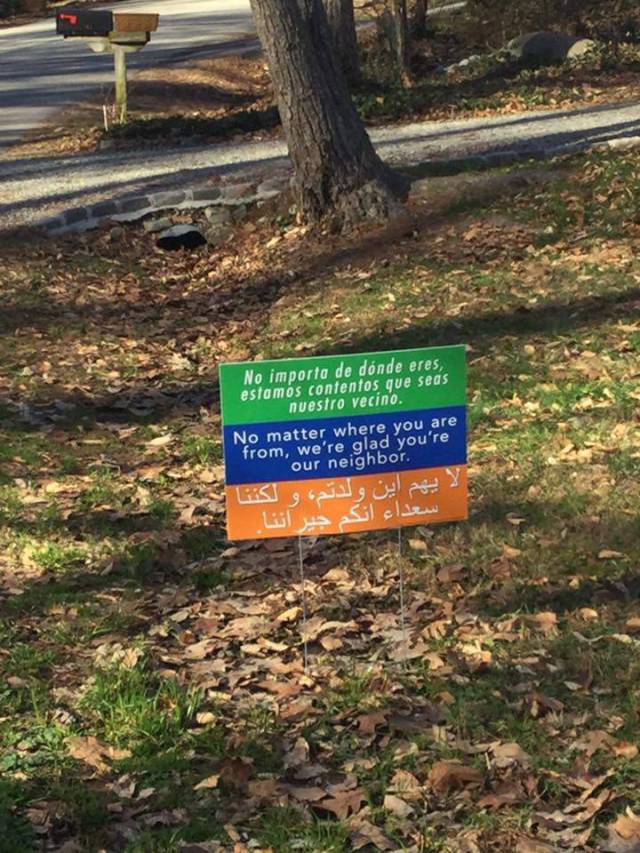 No importa de dónde eres,
estamos contentos que seas
nuestro vecino.
No matter where you are
from, we're glad you're
our neighbor.
لا يهم اين ولدتم، و لكننا
سعداء انكم جيراننا.